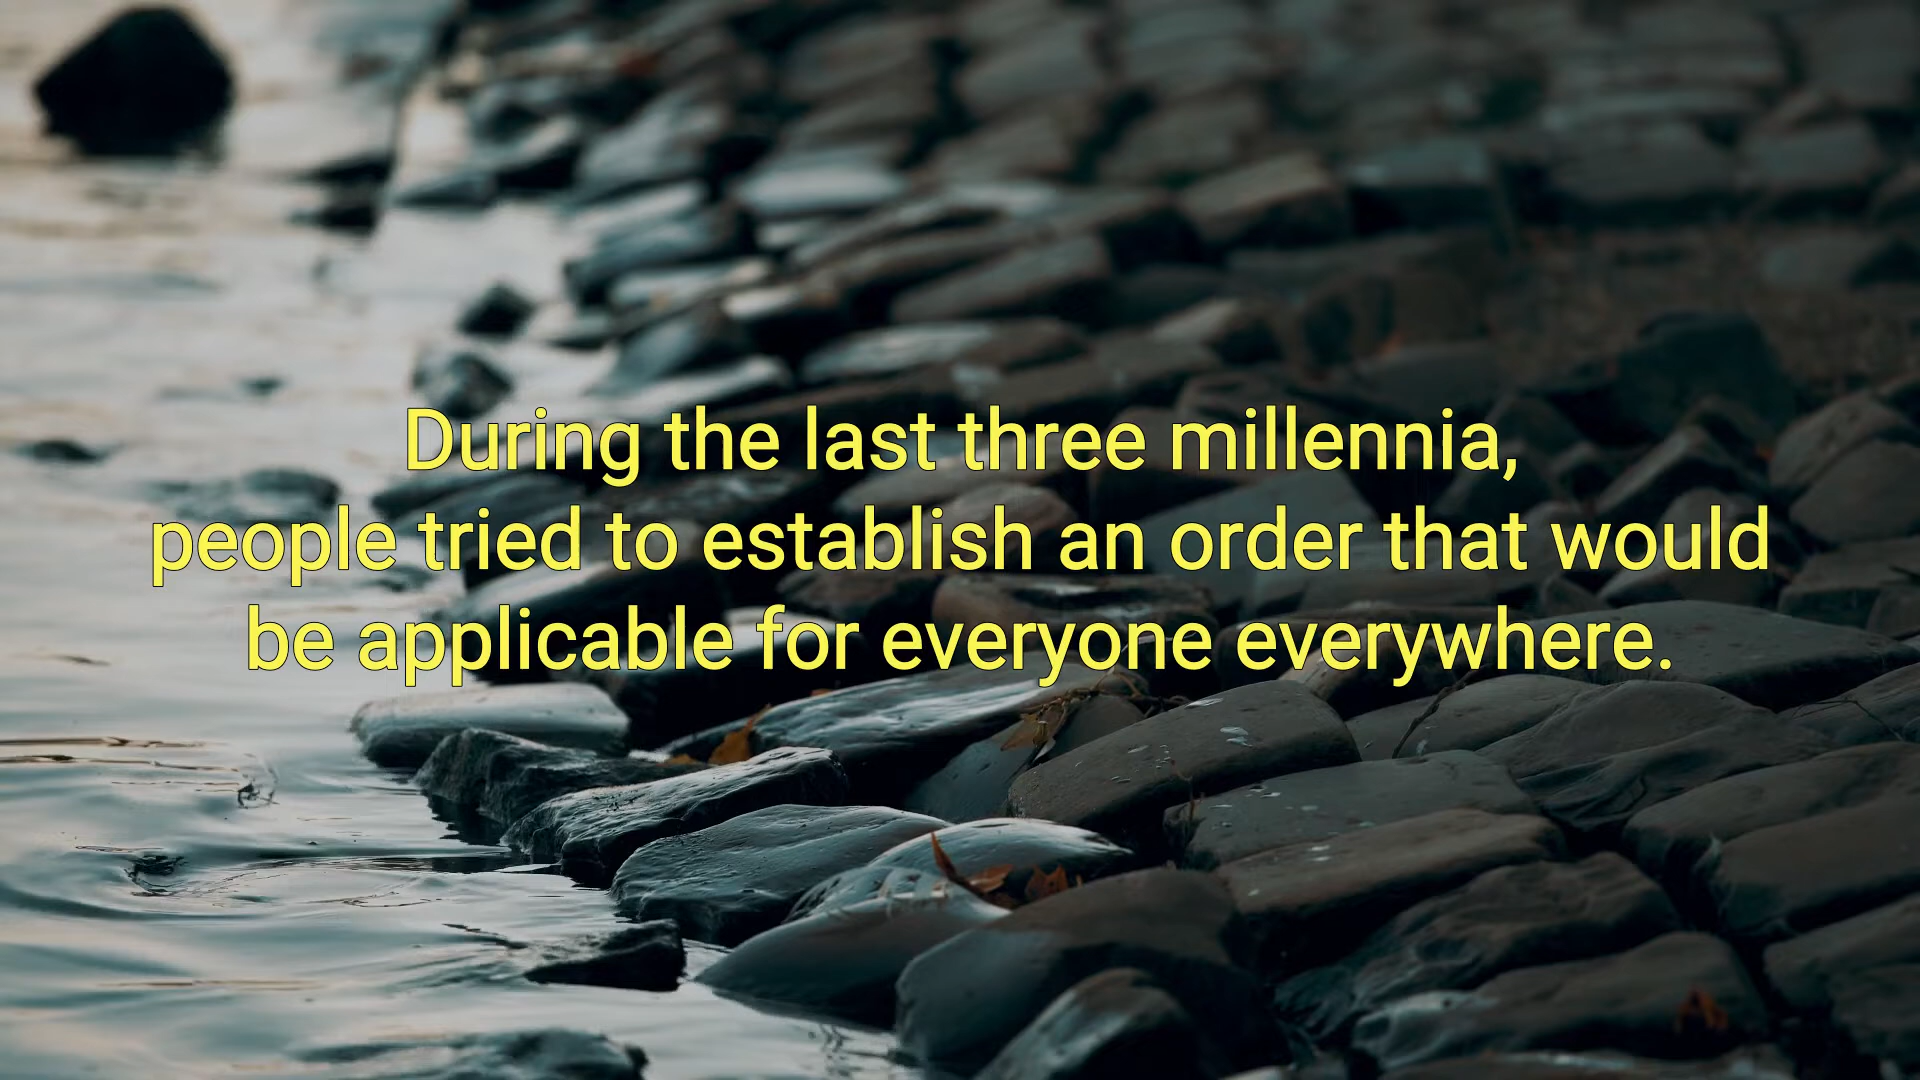 During the last three millennia,
people tried to establish an order that would
be applicable for everyone everywhere.